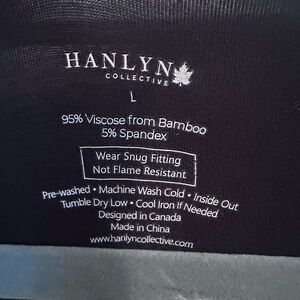 HANLYN
COLLECTIVE
L
95% Viscose from Bamboo
5% Spandex
Wear Snug Fitting
Not Flame Resistant
Pre-washed • Machine Wash Cold • Inside Out
Tumble Dry Low • Cool Iron If Needed
Designed in Canada
Made in China
www.hanlyncollective.com